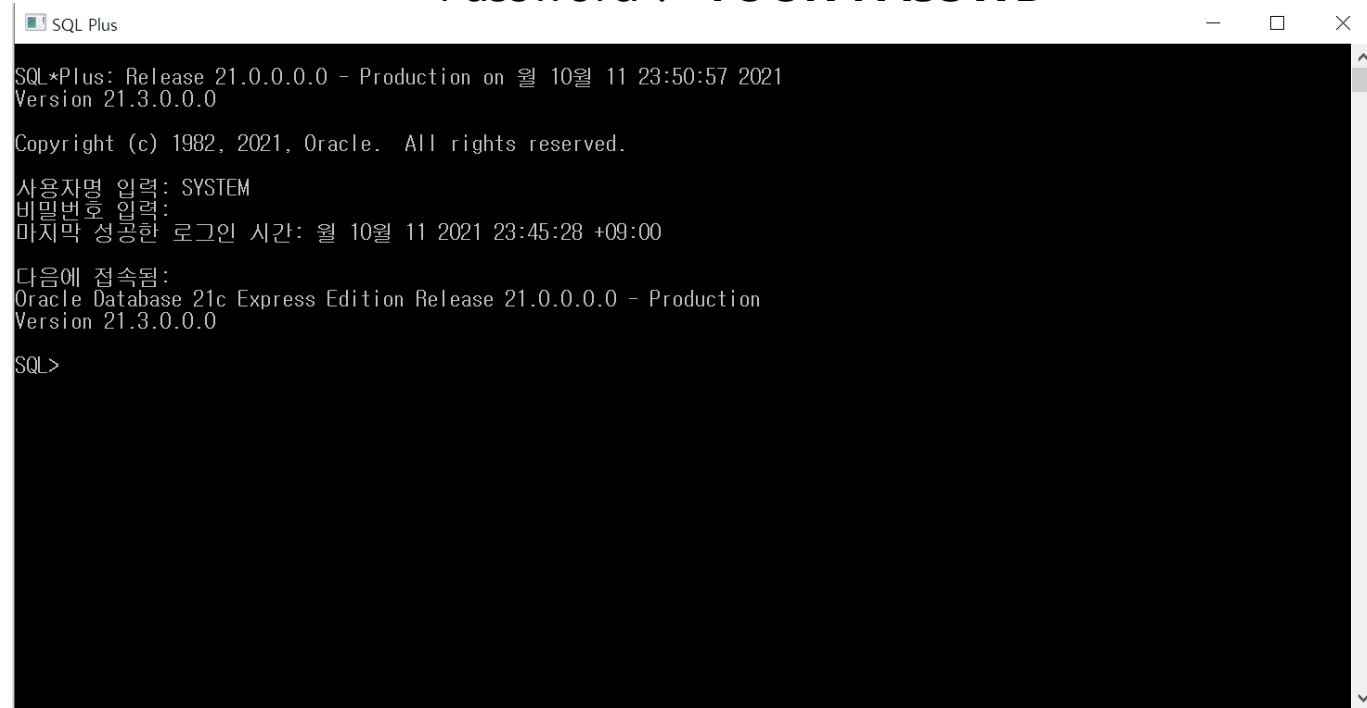 Password : YOUR PASSWD
SQL Plus
SQL*Plus: Release 21.0.0.0.0 - Production on 월 10월 11 23:50:57 2021
Version 21.3.0.0.0
Copyright (c) 1982, 2021, Oracle.  All rights reserved.
사용자명 입력: SYSTEM
비밀번호 입력:
마지막 성공한 로그인 시간: 월 10월 11 2021 23:45:28 +09:00
다음에 접속됨:
Oracle Database 21c Express Edition Release 21.0.0.0.0 - Production
Version 21.3.0.0.0
SQL>